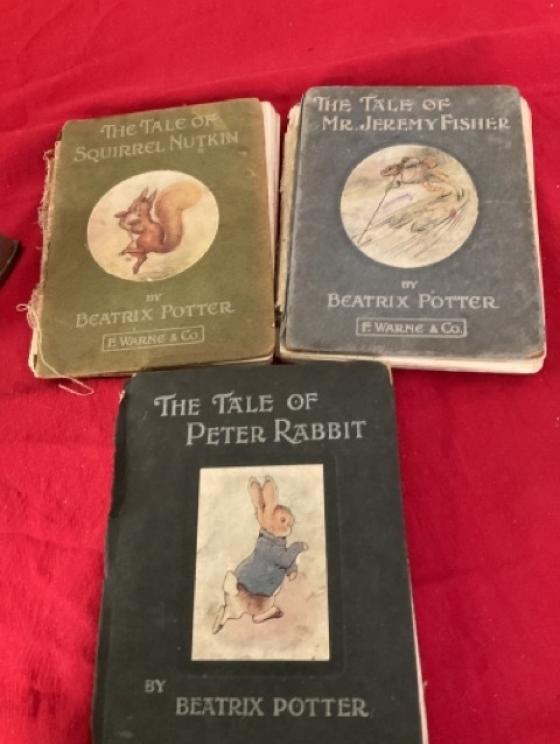 THE TALE OF
SQUIRREL NUTKIN
BY
BEATRIX POTTER
F. WARNE & CO.
THE TALE OF
MR. JEREMY FISHER
BY
BEATRIX POTTER
F. WARNE & CO.
THE TALE OF
PETER RABBIT
BY
BEATRIX POTTER